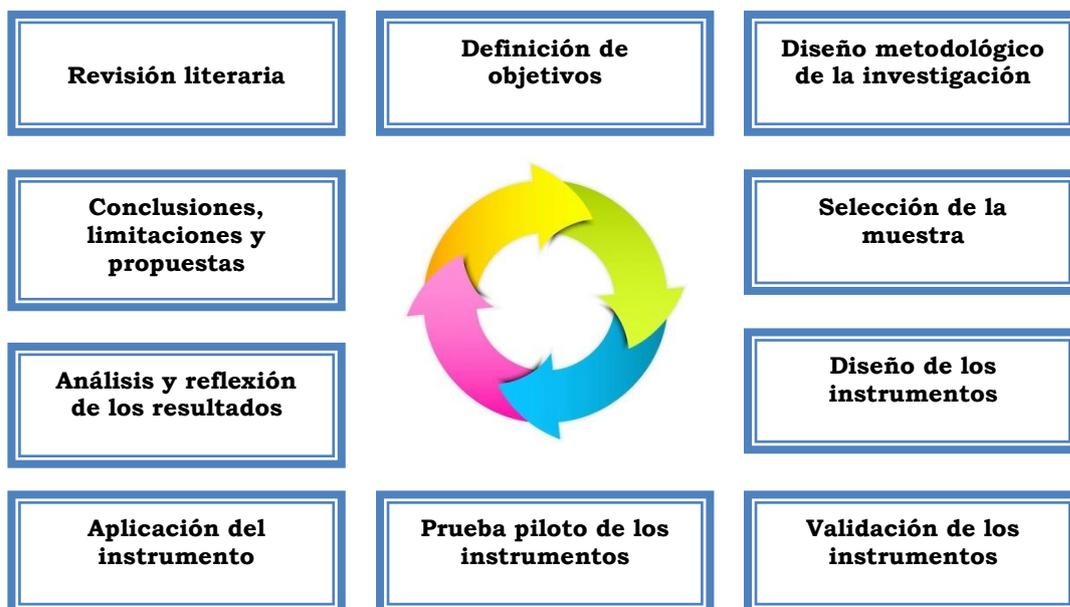 Revisión literaria
Definición de
objetivos
Diseño metodológico
de la investigación
Selección de la
muestra
Diseño de los
instrumentos
Validación de los
instrumentos
Prueba piloto de los
instrumentos
Aplicación del
instrumento
Análisis y reflexión
de los resultados
Conclusiones,
limitaciones y
propuestas